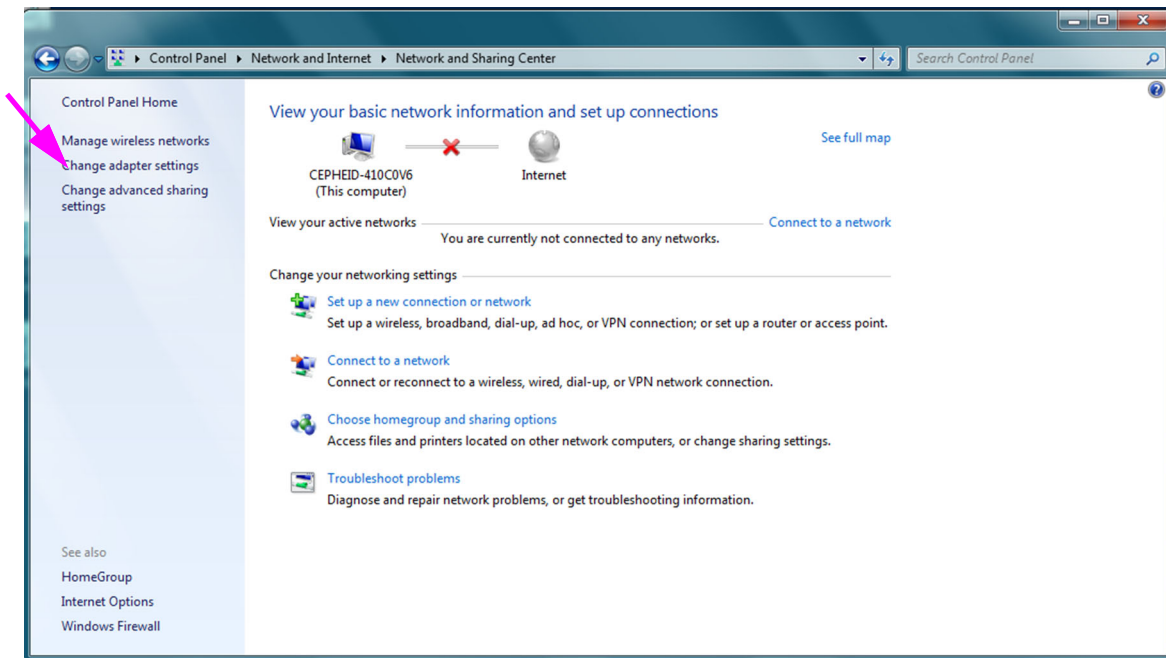 Control Panel Network and Internet Network and Sharing Center
Search Control Panel
Control Panel Home
Manage wireless networks
Change adapter settings
Change advanced sharing
settings
View your basic network information and set up connections
See full map
CEPHEID-410C0V6
(This computer)
Internet
View your active networks
Connect to a network
You are currently not connected to any networks.
Change your networking settings
Set up a new connection or network
Set up a wireless, broadband, dial-up, ad hoc, or VPN connection; or set up a router or access point.
Connect to a network
Connect or reconnect to a wireless, wired, dial-up, or VPN network connection.
Choose homegroup and sharing options
Access files and printers located on other network computers, or change sharing settings.
Troubleshoot problems
Diagnose and repair network problems, or get troubleshooting information.
See also
HomeGroup
Internet Options
Windows Firewall